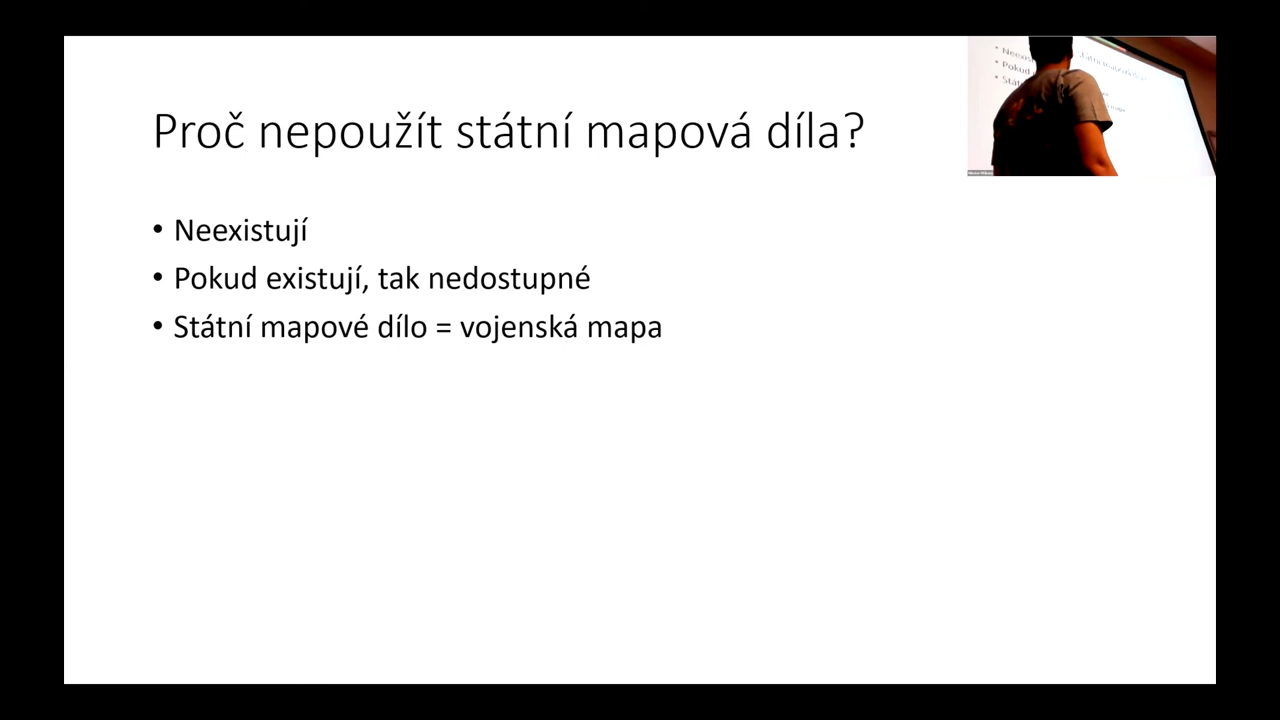 Proč nepoužít státní mapová díla?
• Neexistují
• Pokud existují, tak nedostupné
• Státní mapové dílo = vojenská mapa